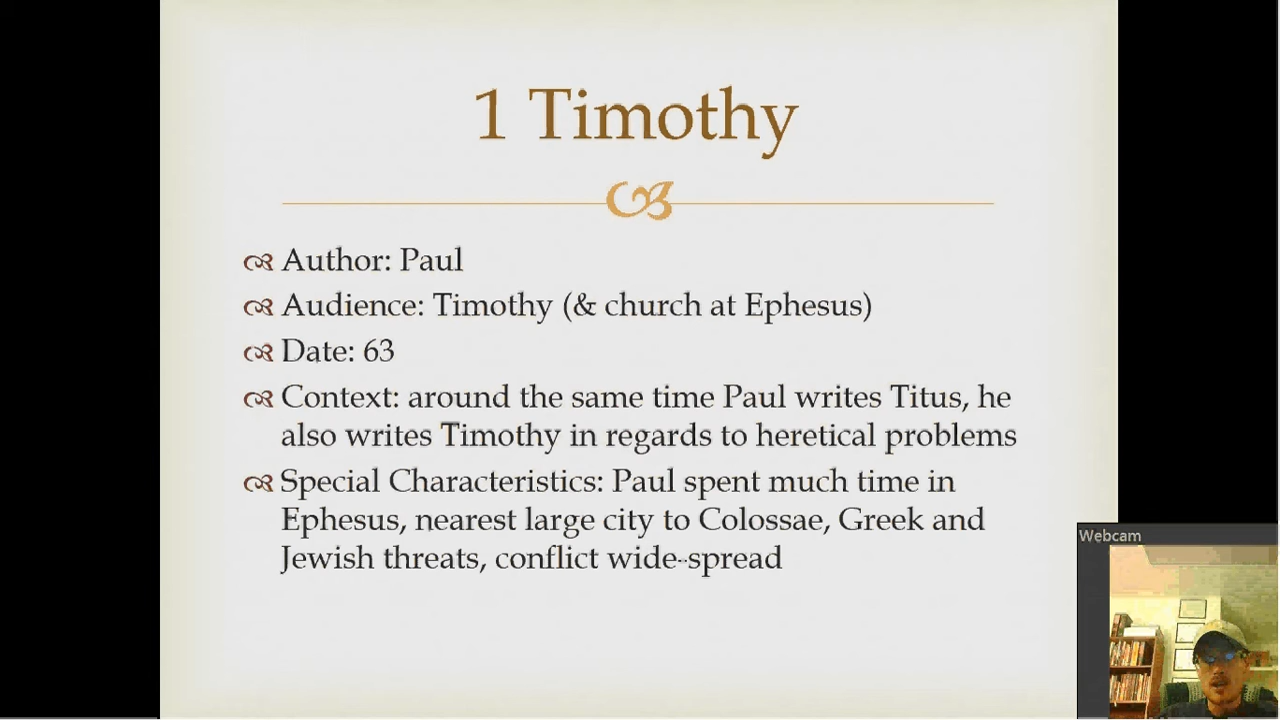 1 Timothy
Author: Paul
Audience: Timothy (& church at Ephesus)
Date: 63
Context: around the same time Paul writes Titus, he
also writes Timothy in regards to heretical problems
Special Characteristics: Paul spent much time in
Ephesus, nearest large city to Colossae, Greek and
Jewish threats, conflict wide-spread
Webcam